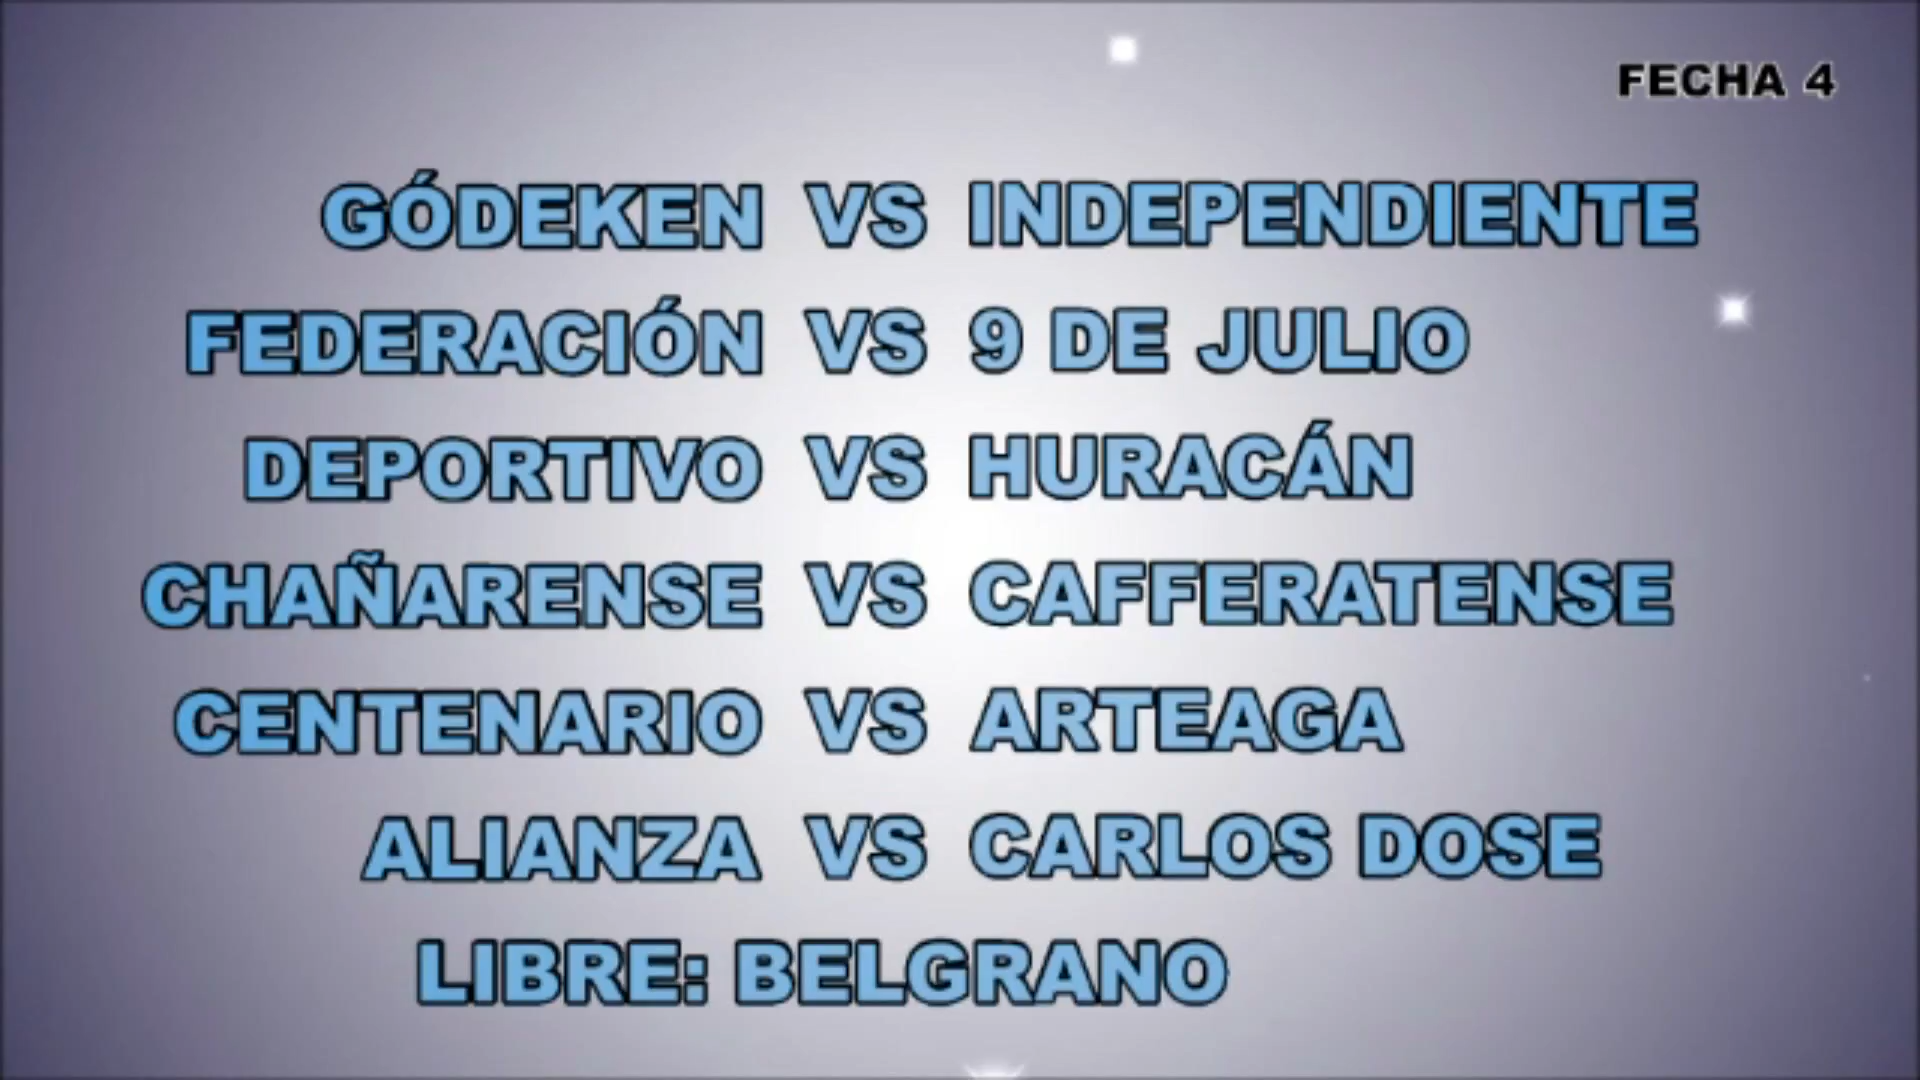 FECHA 4
GÓDEKEN VS INDEPENDIENTE
FEDERACIÓN VS 9 DE JULIO
DEPORTIVO VS HURACÁN
CHAÑARENSE VS CAFFERATENSE
CENTENARIO VS ARTEAGA
ALIANZA VS CARLOS DOSE
LIBRE: BELGRANO